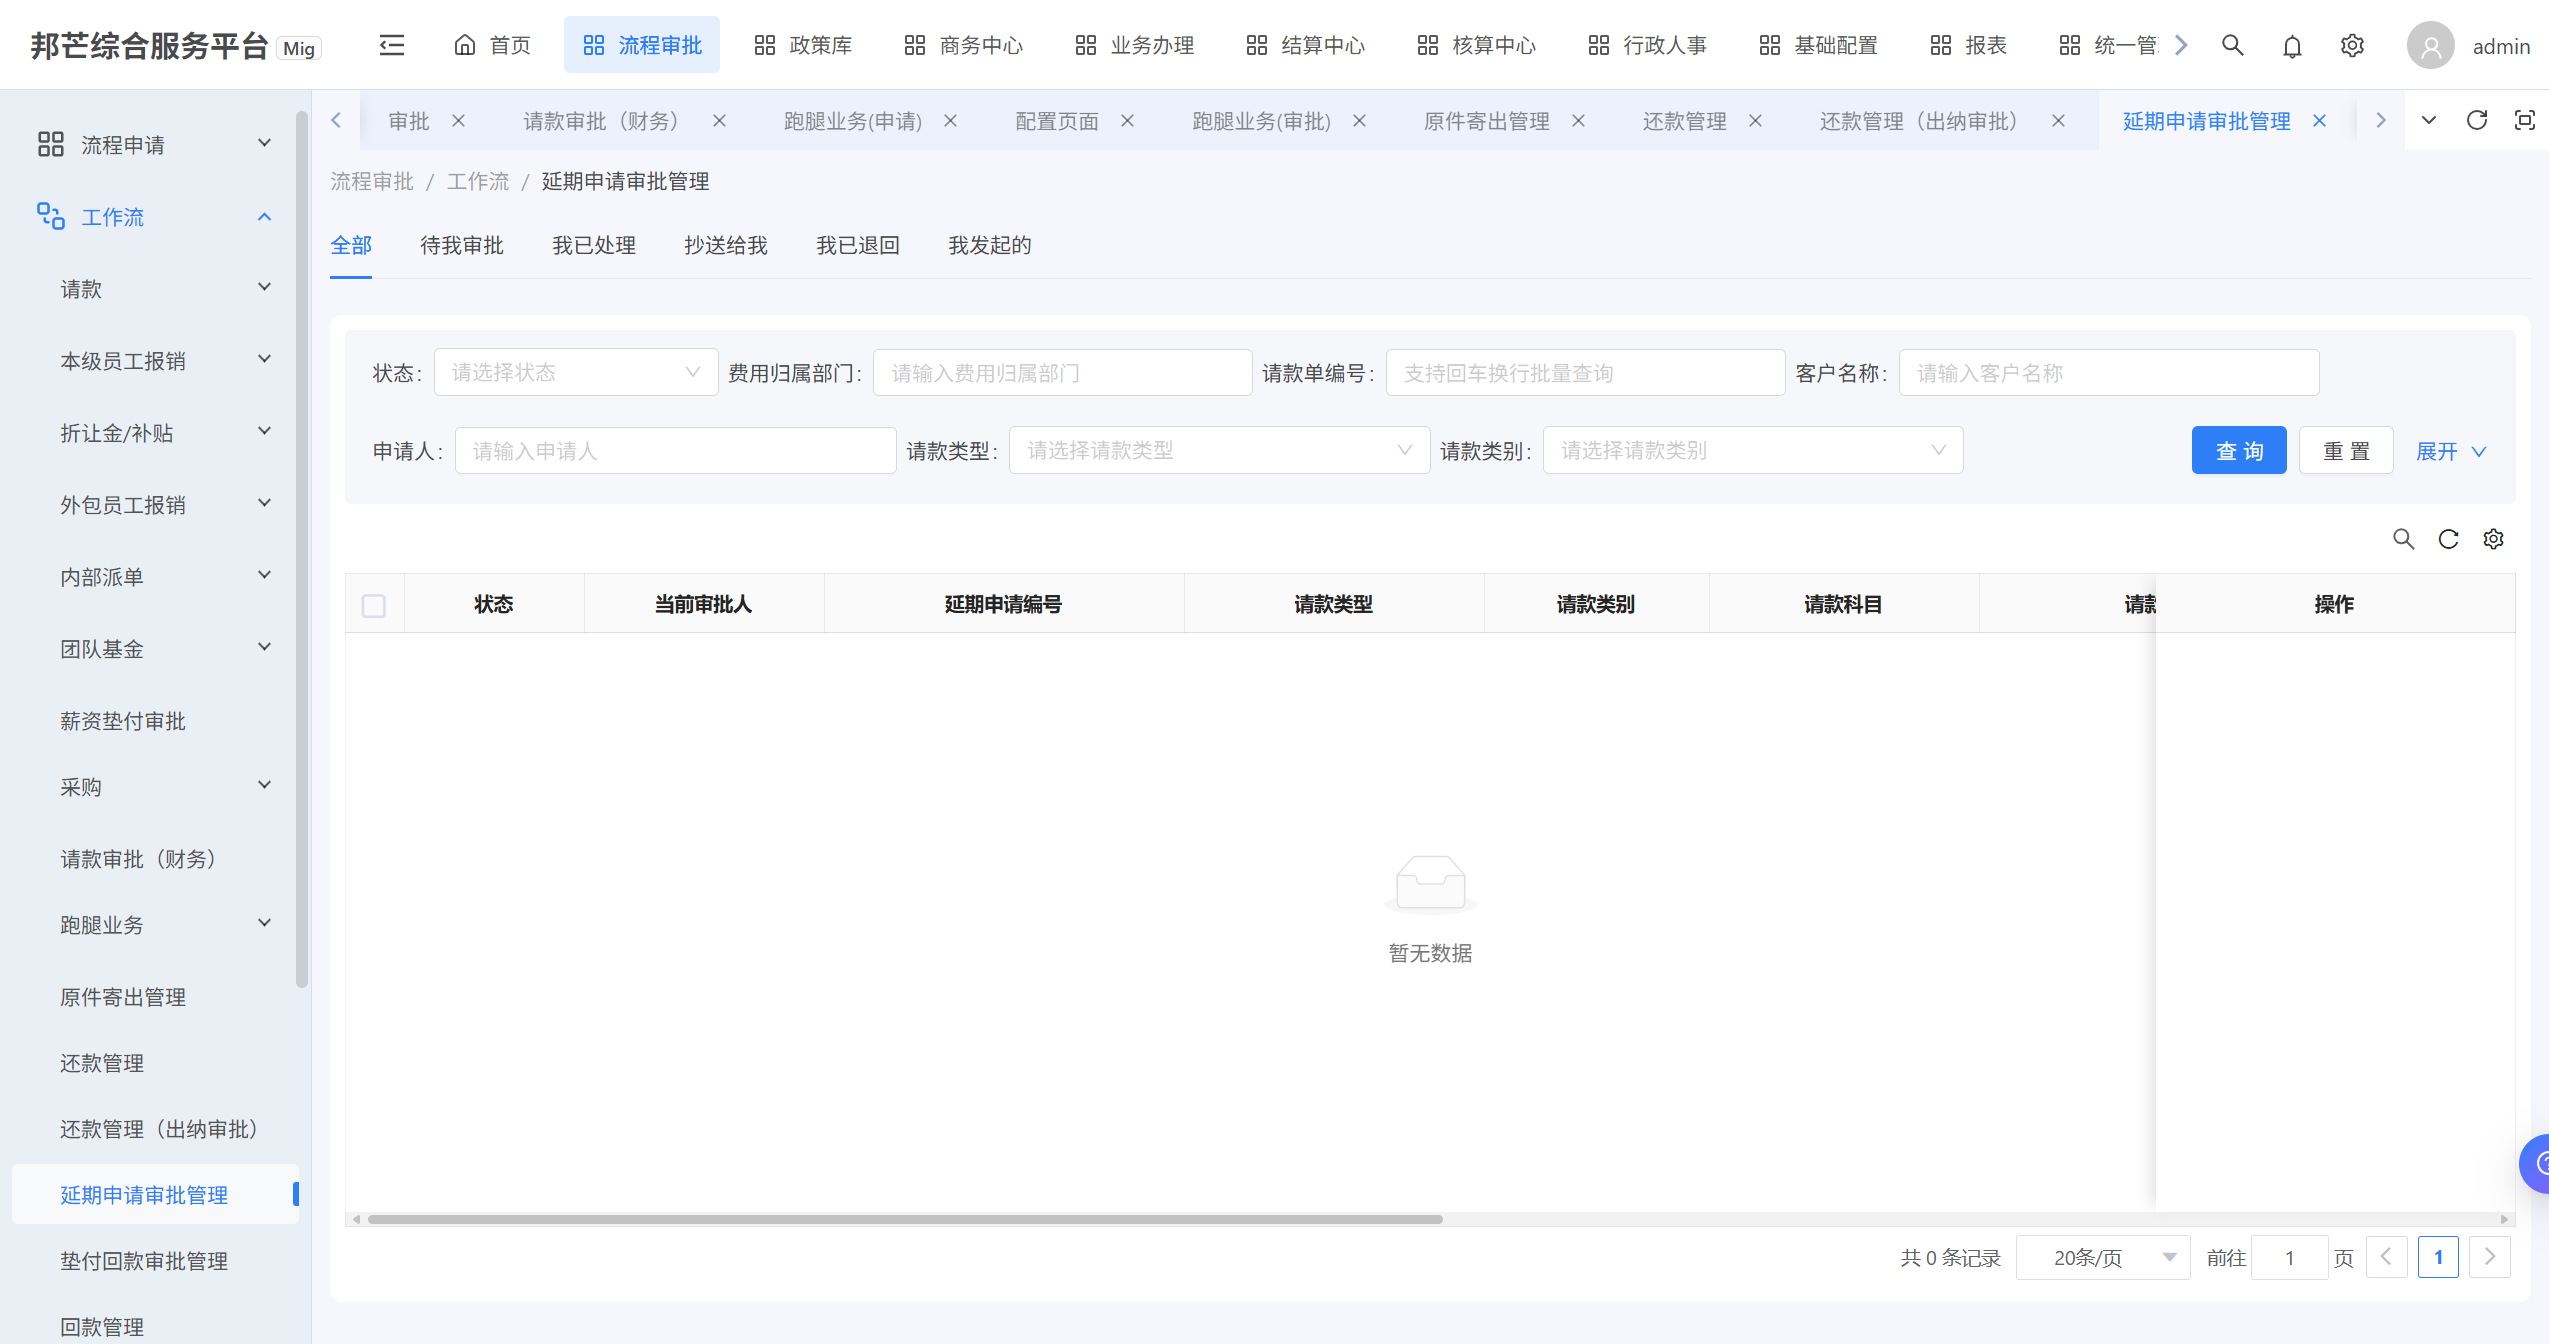 邦芒综合服务平台 Mig
首页 流程审批 政策库 商务中心 业务办理 结算中心 核算中心 行政人事 基础配置 报表 统一管 admin
审批 请款审批（财务） 跑腿业务(申请) 配置页面 跑腿业务(审批) 原件寄出管理 还款管理 还款管理（出纳审批） 延期申请审批管理
流程申请
工作流
请款
本级员工报销
折让金/补贴
外包员工报销
内部派单
团队基金
薪资垫付审批
采购
请款审批（财务）
跑腿业务
原件寄出管理
还款管理
还款管理（出纳审批）
延期申请审批管理
垫付回款审批管理
回款管理
流程审批 / 工作流 / 延期申请审批管理
全部 待我审批 我已处理 抄送给我 我已退回 我发起的
状态: 请选择状态 费用归属部门: 请输入费用归属部门 请款单编号: 支持回车换行批量查询 客户名称: 请输入客户名称
申请人: 请输入申请人 请款类型: 请选择请款类型 请款类别: 请选择请款类别 查 询 重 置 展开
状态 当前审批人 延期申请编号 请款类型 请款类别 请款科目 请款 操作
暂无数据
共 0 条记录 20条/页 前往 1 页 1